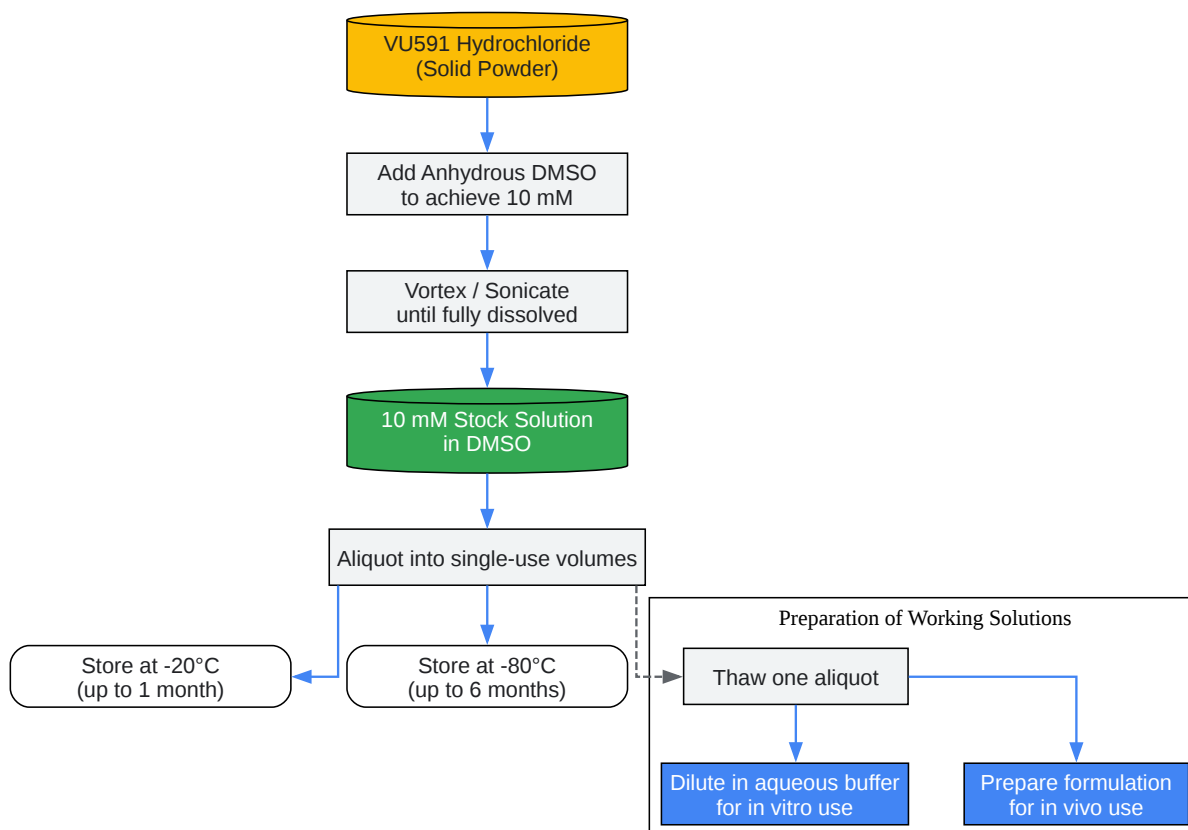 VU591 Hydrochloride
(Solid Powder)
Add Anhydrous DMSO
to achieve 10 mM
Vortex / Sonicate
until fully dissolved
10 mM Stock Solution
in DMSO
Aliquot into single-use volumes
Store at -20°C
(up to 1 month)
Store at -80°C
(up to 6 months)
Preparation of Working Solutions
Thaw one aliquot
Dilute in aqueous buffer
for in vitro use
Prepare formulation
for in vivo use